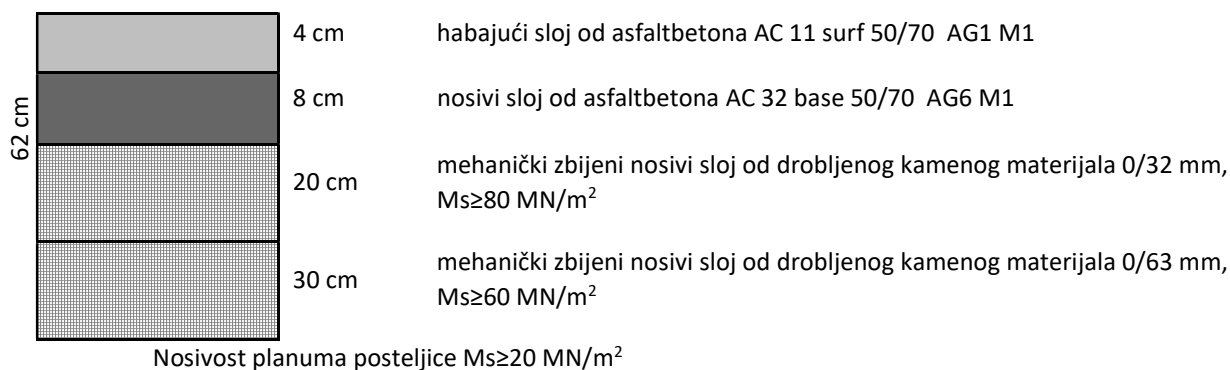 4 cm habajući sloj od asfaltbetona AC 11 surf 50/70 AG1 M1
8 cm nosivi sloj od asfaltbetona AC 32 base 50/70 AG6 M1
62 cm
20 cm mehanički zbijeni nosivi sloj od drobljenog kamenog materijala 0/32 mm,
Ms≥80 MN/m²
30 cm mehanički zbijeni nosivi sloj od drobljenog kamenog materijala 0/63 mm,
Ms≥60 MN/m²
Nosivost planuma posteljice Ms≥20 MN/m²